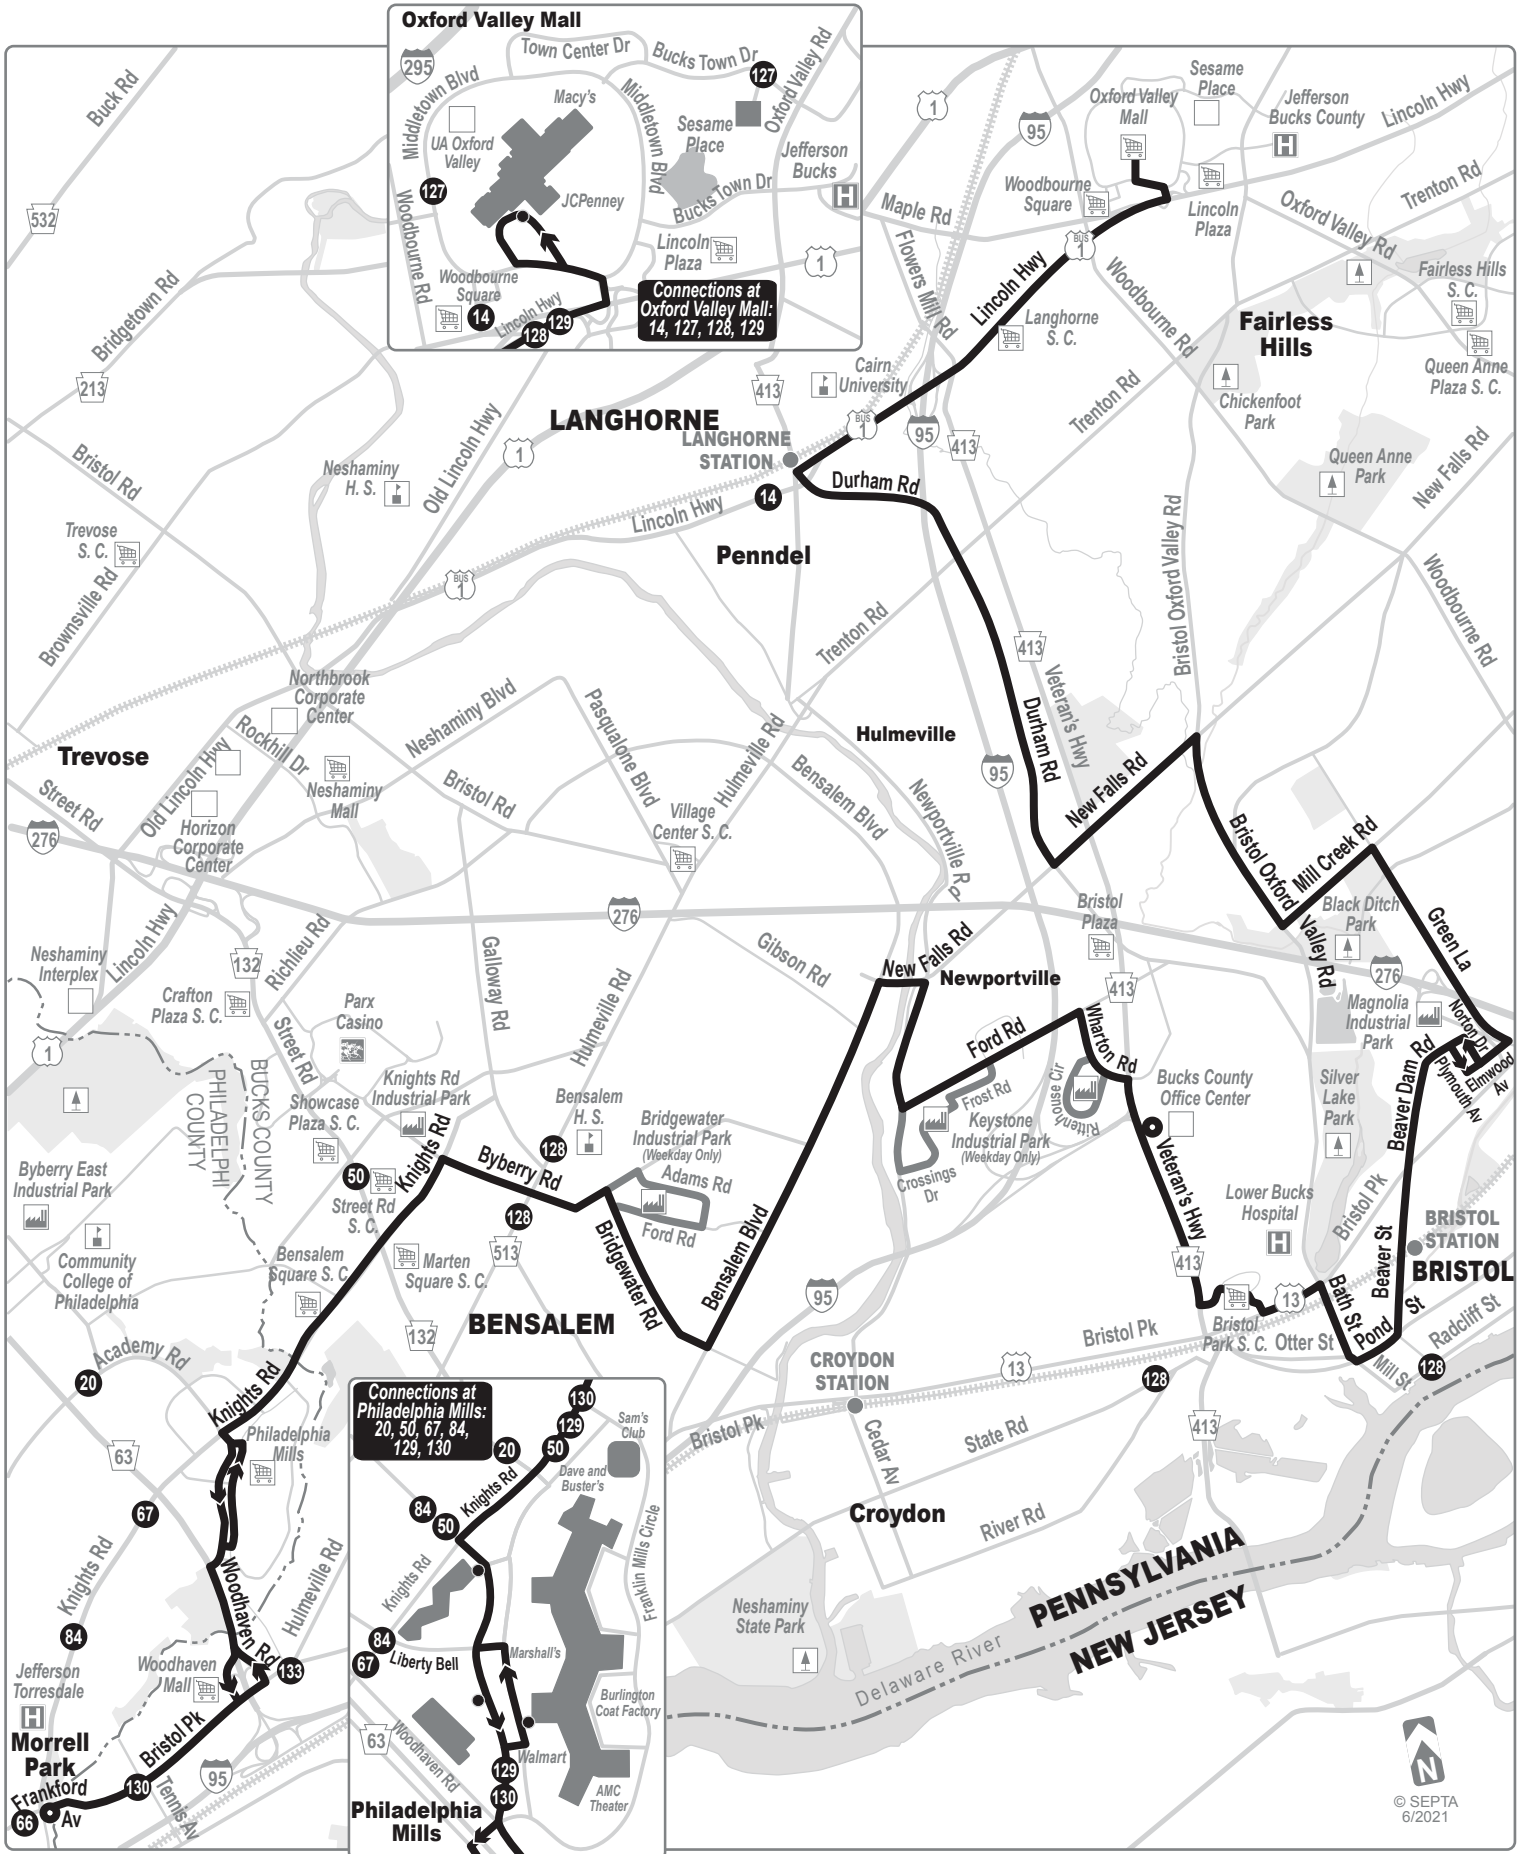 Oxford Valley Mall
295
Town Center Dr
Bucks Town Dr
127
Oxford Valley Rd
Middletown Blvd
Macy's
Middletown Blvd
UA Oxford
Valley
Sesame
Place
Jefferson
Bucks
127
JCPenney
Bucks Town Dr
Woodbourne Rd
Lincoln
Plaza
1
Woodbourne
Square
14
Lincoln Hwy
128
129
Connections at
Oxford Valley Mall:
14, 127, 128, 129
Buck Rd
532
Bridgetown Rd
213
1
95
Oxford Valley
Mall
Sesame
Place
Jefferson
Bucks County
Lincoln Hwy
Woodbourne
Square
Lincoln
Plaza
Trenton Rd
Oxford Valley Rd
Maple Rd
Flowers Mill Rd
BUS
1
Lincoln Hwy
Woodbourne Rd
Fairless Hills
S. C.
Langhorne
S. C.
Fairless
Hills
Queen Anne
Plaza S. C.
Cairn
University
413
BUS
1
95
413
Trenton Rd
Chickenfoot
Park
LANGHORNE
LANGHORNE
STATION
Old Lincoln Hwy
1
Bristol Rd
Neshaminy
H. S.
Queen Anne
Park
New Falls Rd
Durham Rd
14
Lincoln Hwy
Trevose
S. C.
Penndel
Bristol Oxford Valley Rd
Brownsville Rd
BUS
1
Woodbourne Rd
Trenton Rd
413
Veteran's Hwy
Durham Rd
Northbrook
Corporate
Center
Neshaminy Blvd
Pasqualone Blvd
Hulmeville Rd
Hulmeville
Trevose
Rockhill Dr
Old Lincoln Hwy
Neshaminy
Mall
Bristol Rd
Bensalem Blvd
95
New Falls Rd
Street Rd
276
Horizon
Corporate
Center
Village
Center S. C.
Newportville R
d
Bristol Oxford
Valley Rd
Mill Creek Rd
Green La
276
Bristol
Plaza
Black Ditch
Park
Neshaminy
Interplex
Lincoln Hwy
132
Richlieu Rd
Galloway Rd
Hulmeville Rd
Gibson Rd
New Falls Rd
Newportville
413
276
Crafton
Plaza S. C.
Parx
Casino
Magnolia
Industrial
Park
Norton Dr
1
Street Rd
Ford Rd
Wharton Rd
Beaver Dam Rd
Plymouth Av
Elmwood
Av
BUCKS COUNTY
PHILADELPHI
COUNTY
Showcase
Plaza S. C.
Knights Rd
Industrial Park
Bensalem
H. S.
Bridgewater
Industrial Park
(Weekday Only)
Frost Rd
Rittenhouse Cir
Keystone
Industrial Park
(Weekday Only)
Bucks County
Office Center
Silver
Lake
Park
Byberry East
Industrial Park
50
Street Rd
S. C.
Knights Rd
Byberry Rd
128
Adams Rd
Ford Rd
Crossings
Dr
Veteran's Hwy
Lower Bucks
Hospital
Bristol Pk
BRISTOL
STATION
Community
College of
Philadelphia
Bensalem
Square S. C.
Marten
Square S. C.
128
513
Bridgewater Rd
Bensalem Blvd
413
Beaver St
BRISTOL
BENSALEM
132
95
13
Bristol
Park S. C.
Otter St
Bath St
Pond
St
Mill St
Radcliff St
128
Academy Rd
20
Knights Rd
CROYDON
STATION
13
Bristol Pk
128
Philadelphia
Mills
63
67
Bristol Pk
Cedar Av
State Rd
413
Connections at
Philadelphia Mills:
20, 50, 67, 84,
129, 130
130
129
50
20
Sam's
Club
Knights Rd
Dave and
Buster's
84
50
Franklin Mills Circle
Knights Rd
84
67
Liberty Bell
Marshall's
Burlington
Coat Factory
63
Woodhaven Rd
Walmart
129
130
AMC
Theater
Philadelphia
Mills
Croydon
River Rd
PENNSYLVANIA
NEW JERSEY
Neshaminy
State Park
Delaware River
Knights Rd
Woodhaven Rd
Hulmeville Rd
84
Jefferson
Torresdale
Woodhaven
Mall
133
Morrell
Park
Bristol Pk
Frankford
Av
66
130
Tennis Av
95
N
© SEPTA
6/2021